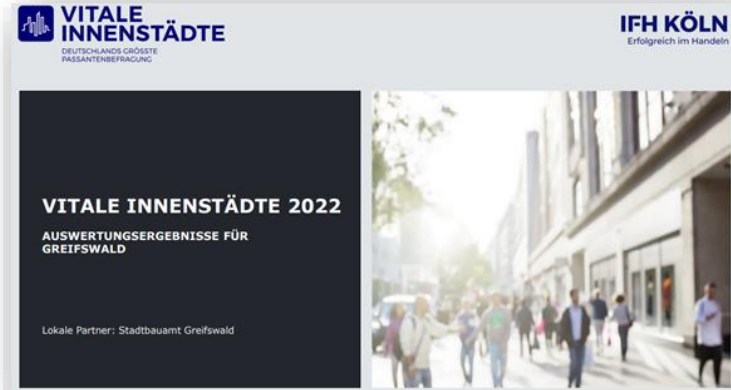 VITALE
INNENSTÄDTE
DEUTSCHLANDS GRÖSSTE
PASSANTENBEFRAGUNG
IFH KÖLN
Erfolgreich im Handeln
VITALE INNENSTÄDTE 2022
AUSWERTUNGSERGEBNISSE FÜR
GREIFSWALD
Lokale Partner: Stadtbauamt Greifswald